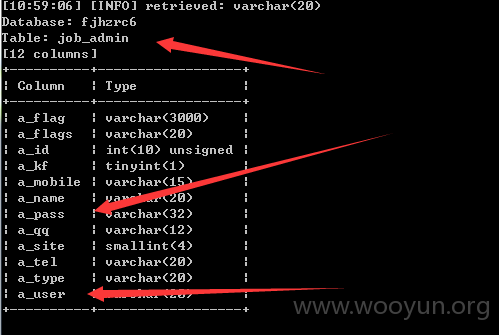 [10:59:06] [INFO] retrieved: varchar(20)
Database: fjhzrc6
Table: job_admin
[12 columns]
+-----------+-------------------+
| Column | Type |
+-----------+-------------------+
| a_flag | varchar(3000) |
| a_flags | varchar(20) |
| a_id | int(10) unsigned |
| a_kf | tinyint(1) |
| a_mobile | varchar(15) |
| a_name | varchar(20) |
| a_pass | varchar(32) |
| a_qq | varchar(12) |
| a_site | smallint(4) |
| a_tel | varchar(20) |
| a_type | varchar(20) |
| a_user | varchar(20) |
+-----------+-------------------+
www.wooyun.org